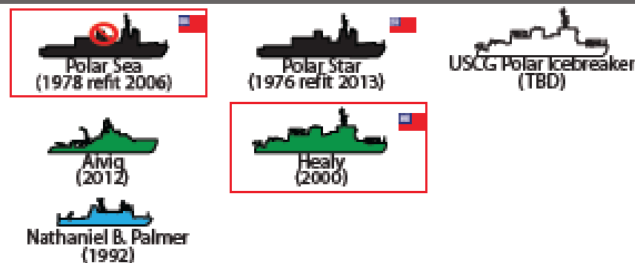 Polar Sea
(1978 refit 2006)
Polar Star
(1976 refit 2013)
USCG Polar Icebreaker
(TBD)
Aiviq
(2012)
Healy
(2000)
Nathaniel B. Palmer
(1992)